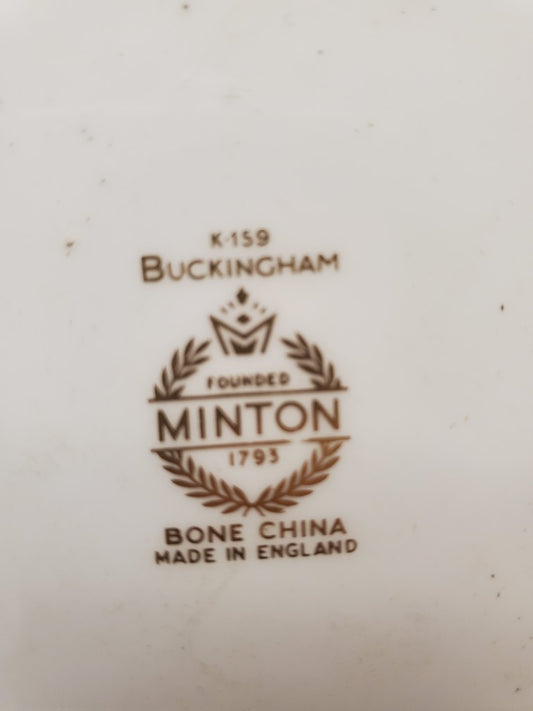 K-159
BUCKINGHAM
FOUNDED
MINTON
1793
BONE CHINA
MADE IN ENGLAND